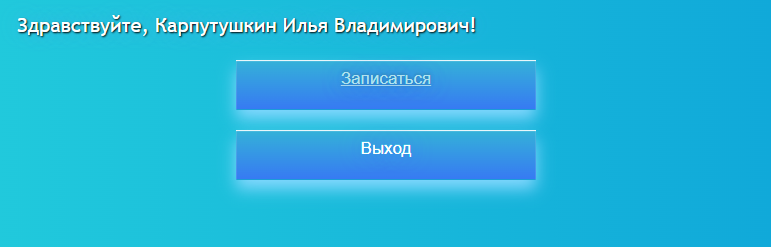 Здравствуйте, Карпутушкин Илья Владимирович!
Записаться
Выход